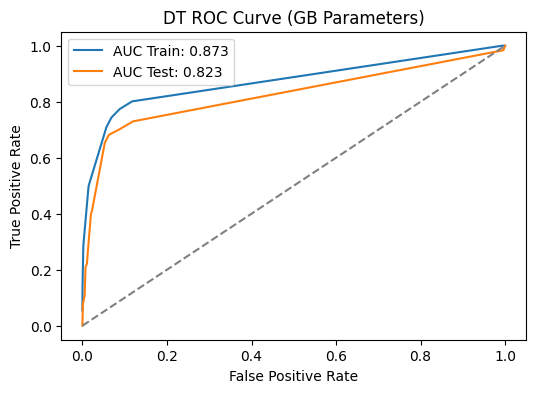 DT ROC Curve (GB Parameters)
AUC Train: 0.873
AUC Test: 0.823
True Positive Rate
1.0
0.8
0.6
0.4
0.2
0.0
0.0 0.2 0.4 0.6 0.8 1.0
False Positive Rate